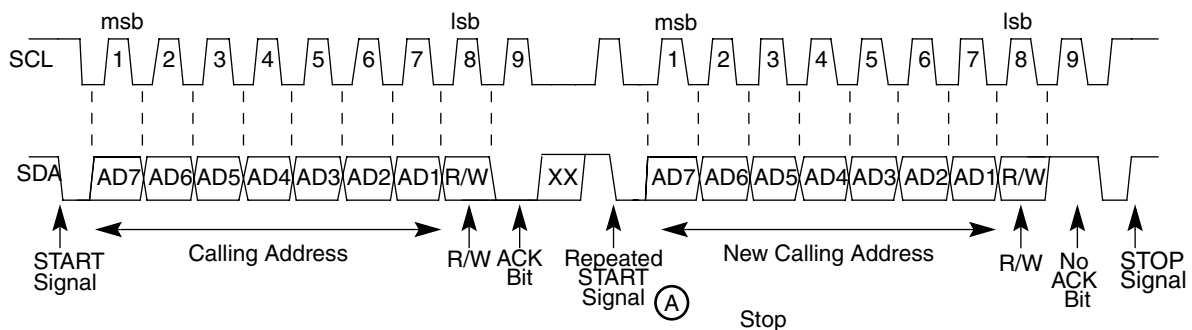 msb lsb msb lsb
SCL 1 2 3 4 5 6 7 8 9 1 2 3 4 5 6 7 8 9
SDA AD7 AD6 AD5 AD4 AD3 AD2 AD1 R/W XX AD7 AD6 AD5 AD4 AD3 AD2 AD1 R/W
START
Signal
Calling Address
R/W
ACK
Bit
Repeated
START
Signal
A
New Calling Address
R/W
No
ACK
Bit
STOP
Signal
Stop